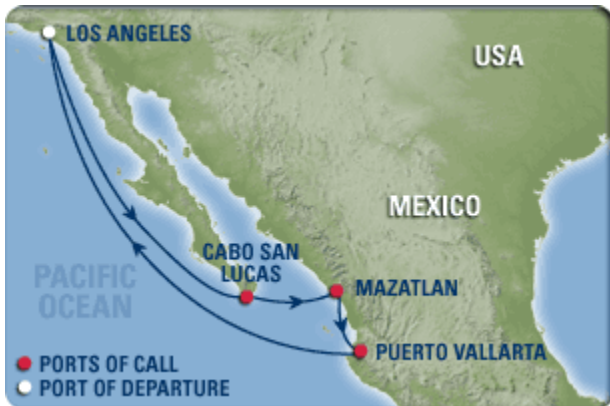 LOS ANGELES
USA
MEXICO
CABO SAN
LUCAS
MAZATLAN
PACIFIC
OCEAN
PUERTO VALLARTA
PORTS OF CALL
PORT OF DEPARTURE